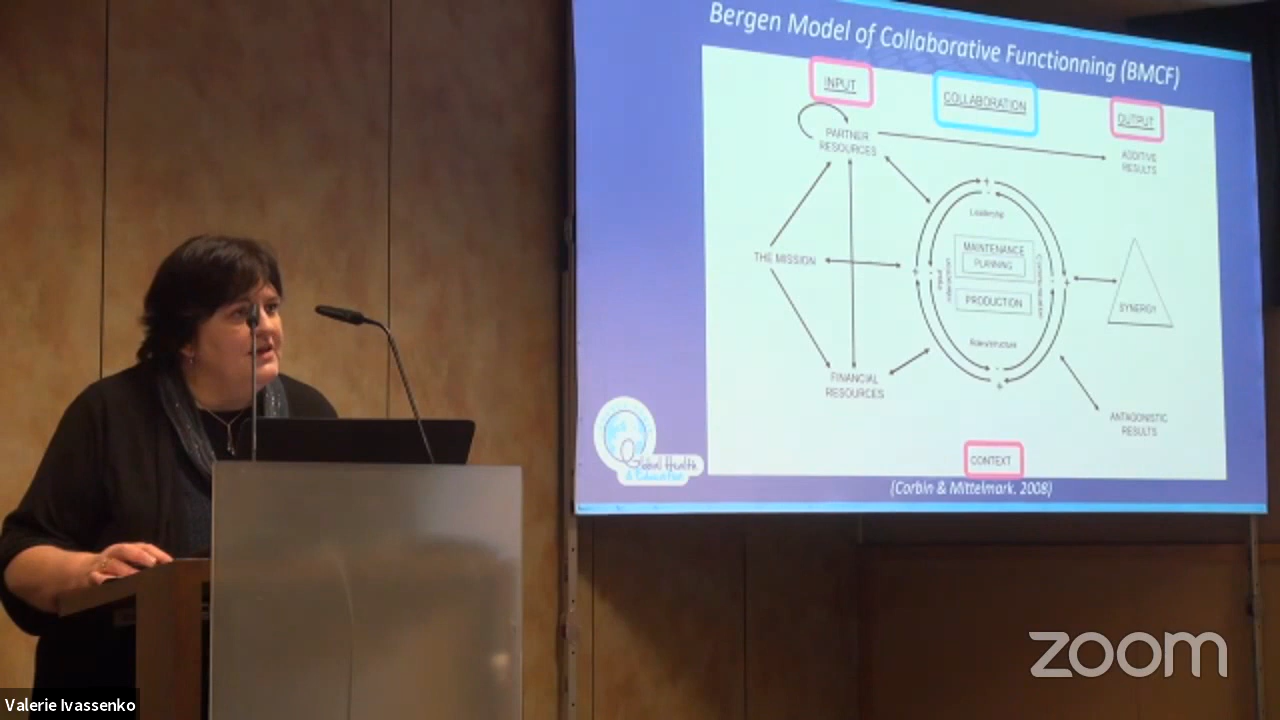 Bergen Model of Collaborative Functionning (BMCF)
INPUT
COLLABORATION
OUTPUT
PARTNER
RESOURCES
ADDITIVE
RESULTS
Leadership
MAINTENANCE
PLANNING
THE MISSION
Communication
PRODUCTION
SYNERGY
Role/structure
FINANCIAL
RESOURCES
ANTAGONISTIC
RESULTS
CONTEXT
Global Health
& Education
(Corbin & Mittelmark. 2008)
zoom
Valerie Ivassenko